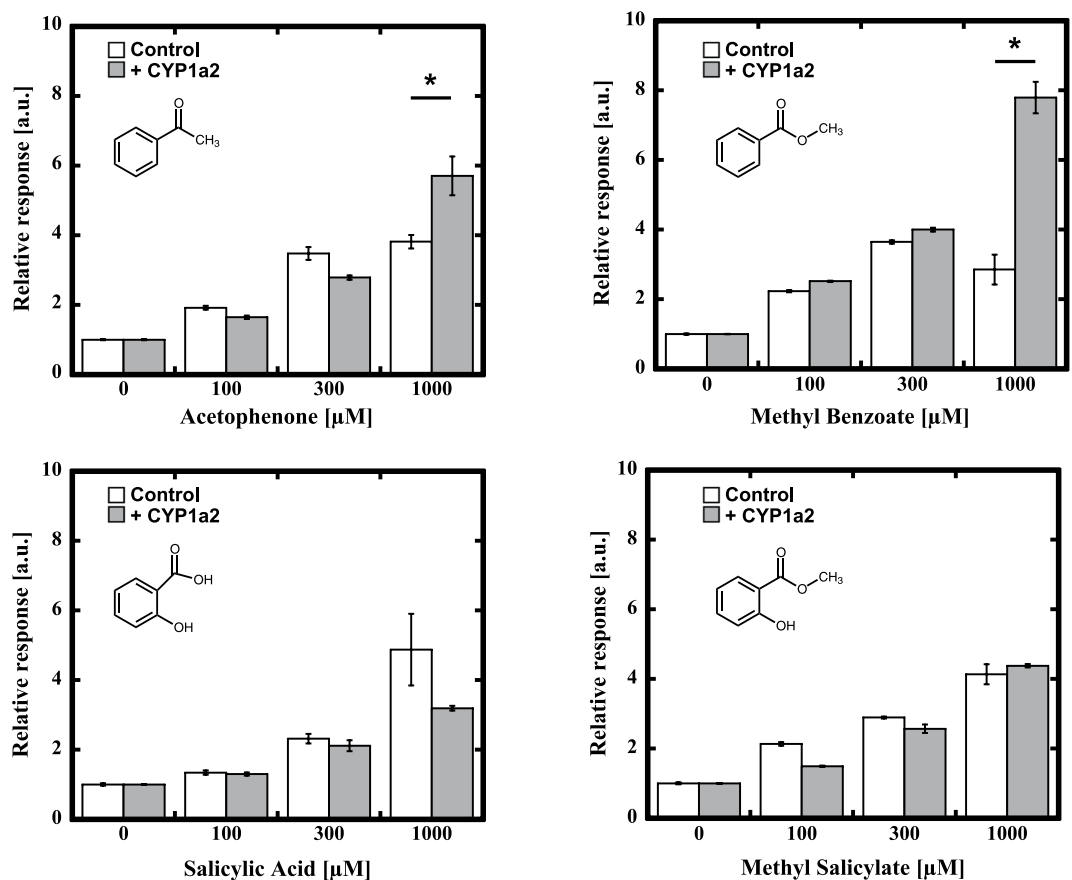 10
8
6
4
2
0
Relative response [a.u.]
Control
+ CYP1a2
*
O
CH3
0 100 300 1000
Acetophenone [µM]
10
8
6
4
2
0
Relative response [a.u.]
Control
+ CYP1a2
*
O
O
CH3
0 100 300 1000
Methyl Benzoate [µM]
10
8
6
4
2
0
Relative response [a.u.]
Control
+ CYP1a2
O
OH
OH
0 100 300 1000
Salicylic Acid [µM]
10
8
6
4
2
0
Relative response [a.u.]
Control
+ CYP1a2
O
O
CH3
OH
0 100 300 1000
Methyl Salicylate [µM]